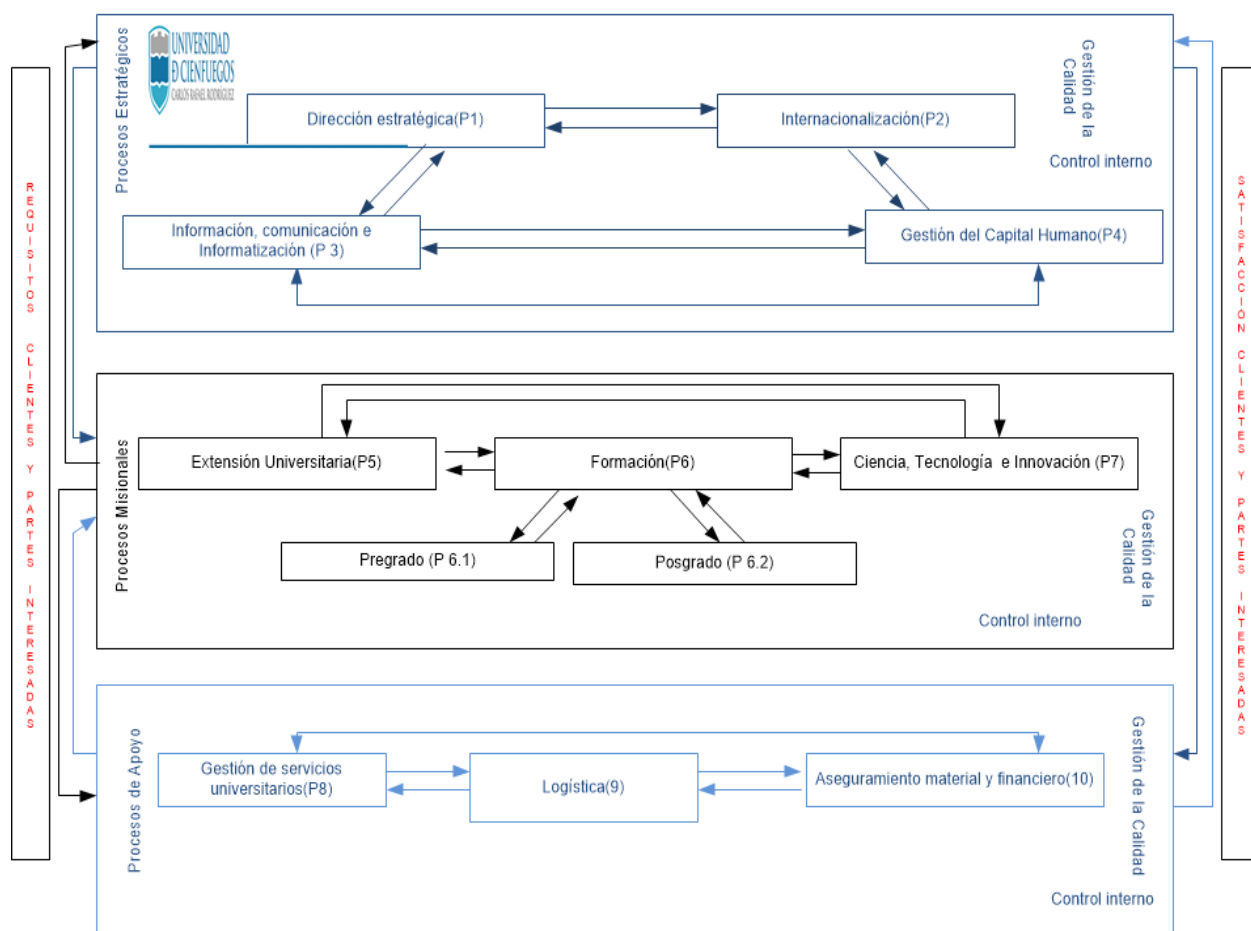 REQUISITOS CLIENTES Y PARTES INTERESADAS
Procesos Estratégicos
UNIVERSIDAD
Đ CIENFUEGOS
CARLOS RAFAEL RODRÍGUEZ
Gestión de la
Calidad
Dirección estratégica(P1)
Internacionalización(P2)
Control interno
Información, comunicación e
Informatización (P 3)
Gestión del Capital Humano(P4)
Procesos Misionales
Extensión Universitaria(P5)
Formación(P6)
Ciencia, Tecnología e Innovación (P7)
Pregrado (P 6.1)
Posgrado (P 6.2)
Gestión de la
Calidad
Control interno
Procesos de Apoyo
Gestión de servicios
universitarios(P8)
Logística(9)
Aseguramiento material y financiero(10)
Gestión de la Calidad
Control interno
SATISFACCIÓN CLIENTES Y PARTES INTERESADAS